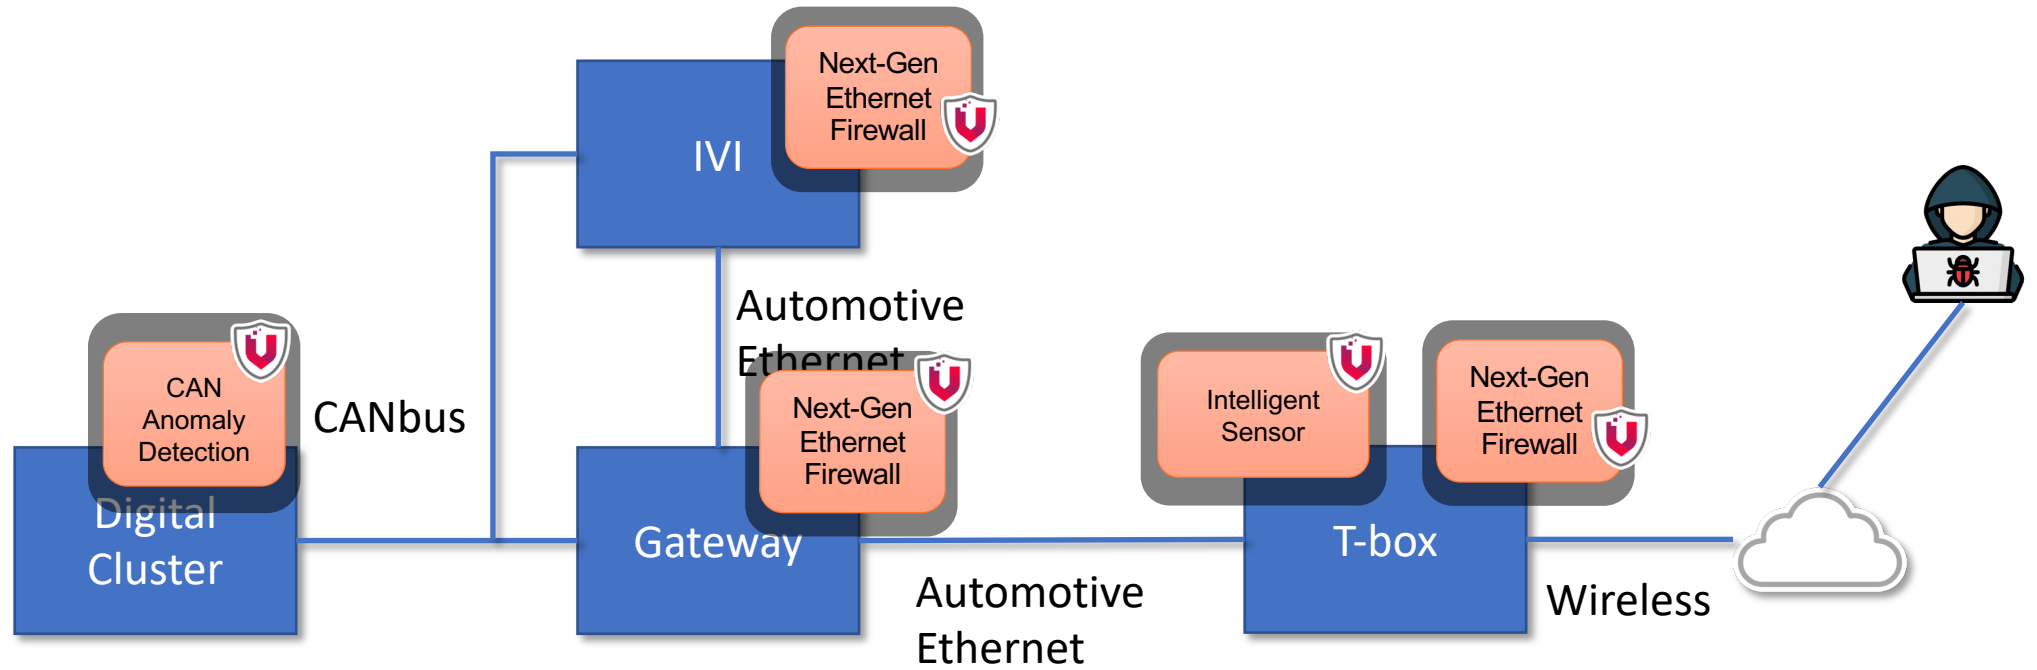 Next-Gen
Ethernet
Firewall
IVI
Automotive
Ethernet
CAN
Anomaly
Detection
CANbus
Next-Gen
Ethernet
Firewall
Intelligent
Sensor
Next-Gen
Ethernet
Firewall
Digital
Cluster
Gateway
T-box
Automotive
Ethernet
Wireless